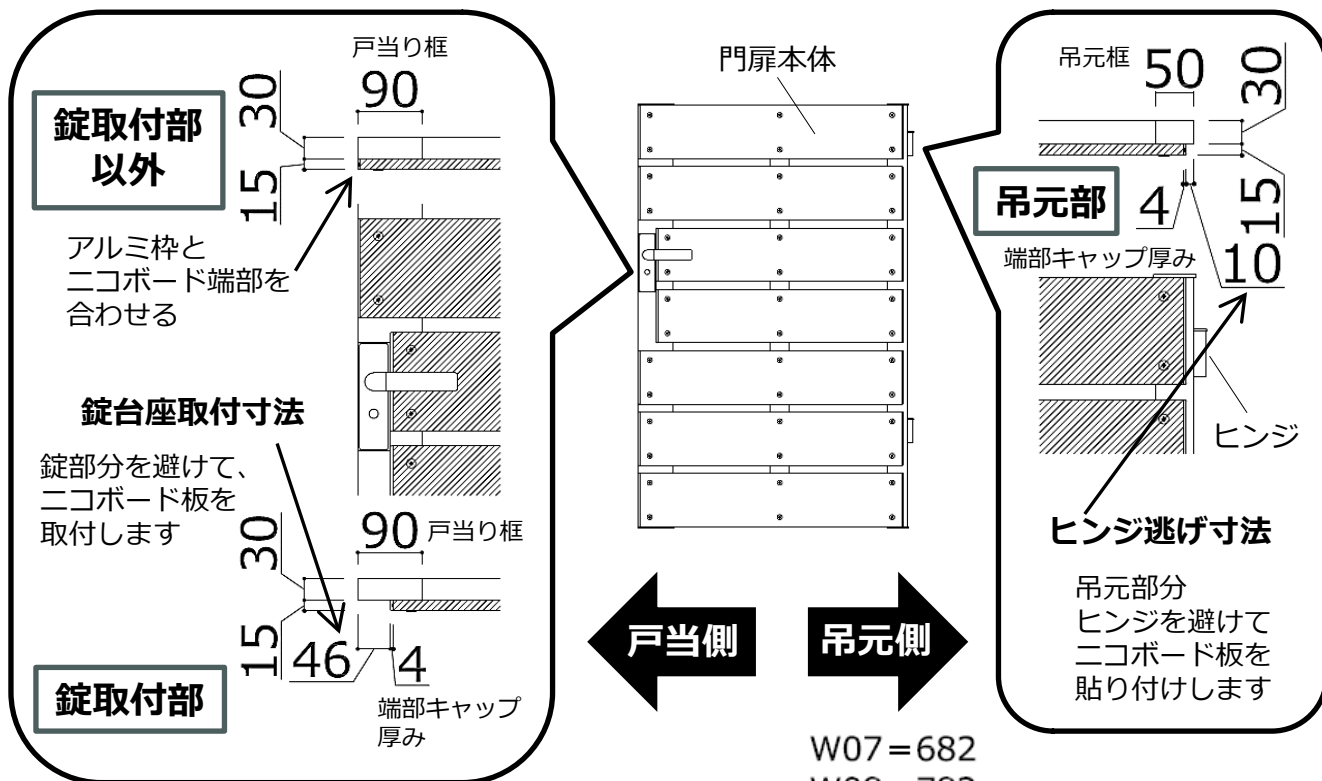 戸当り框
90
30
15
錠取付部
以外
アルミ枠と
ニコボード端部を
合わせる
錠台座取付寸法
錠部分を避けて、
ニコボード板を
取付します
90 戸当り框
30
15
46
4
錠取付部
端部キャップ
厚み
門扉本体
戸当側
吊元側
W07=682
吊元框 50
30
15
吊元部
4
端部キャップ厚み
10
ヒンジ
ヒンジ逃げ寸法
吊元部分
ヒンジを避けて
ニコボード板を
貼り付けします